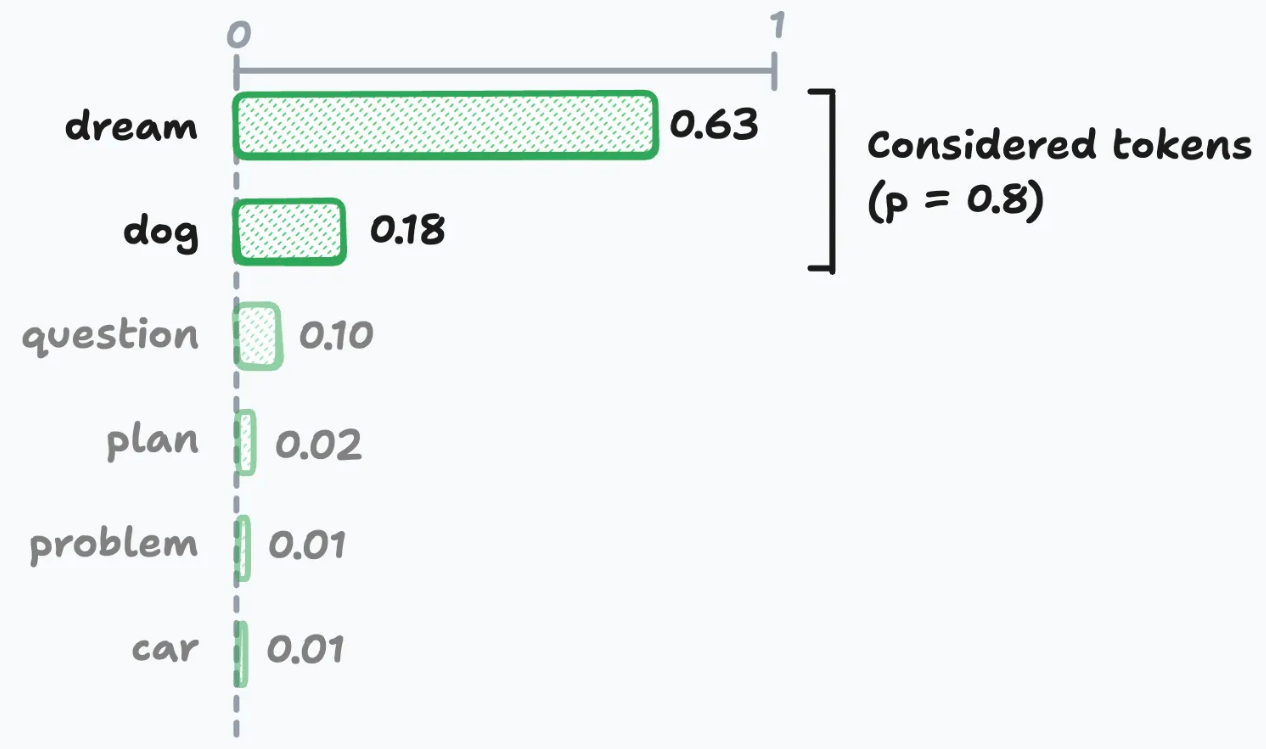 0 1
dream 0.63
dog 0.18
question 0.10
plan 0.02
problem 0.01
car 0.01
Considered tokens
(p = 0.8)